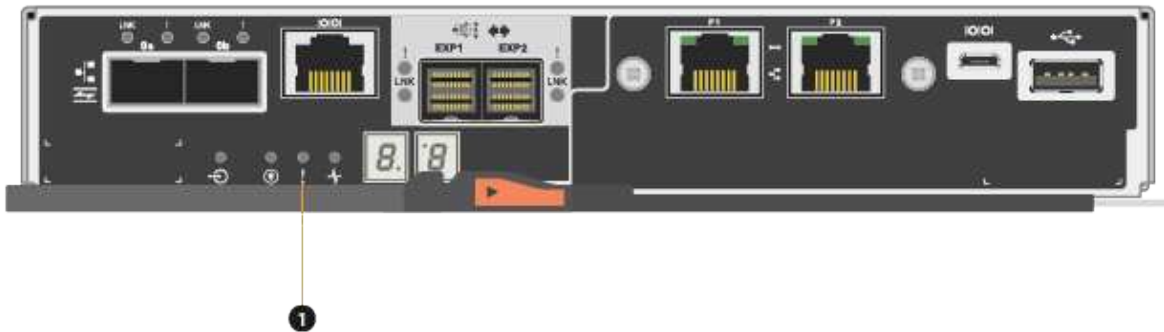 LNK ! LNK !
0a 0b
IOIOI
EXP1 EXP2
! !
LNK LNK
P1 P2
IOIOI
!
8. 8
1